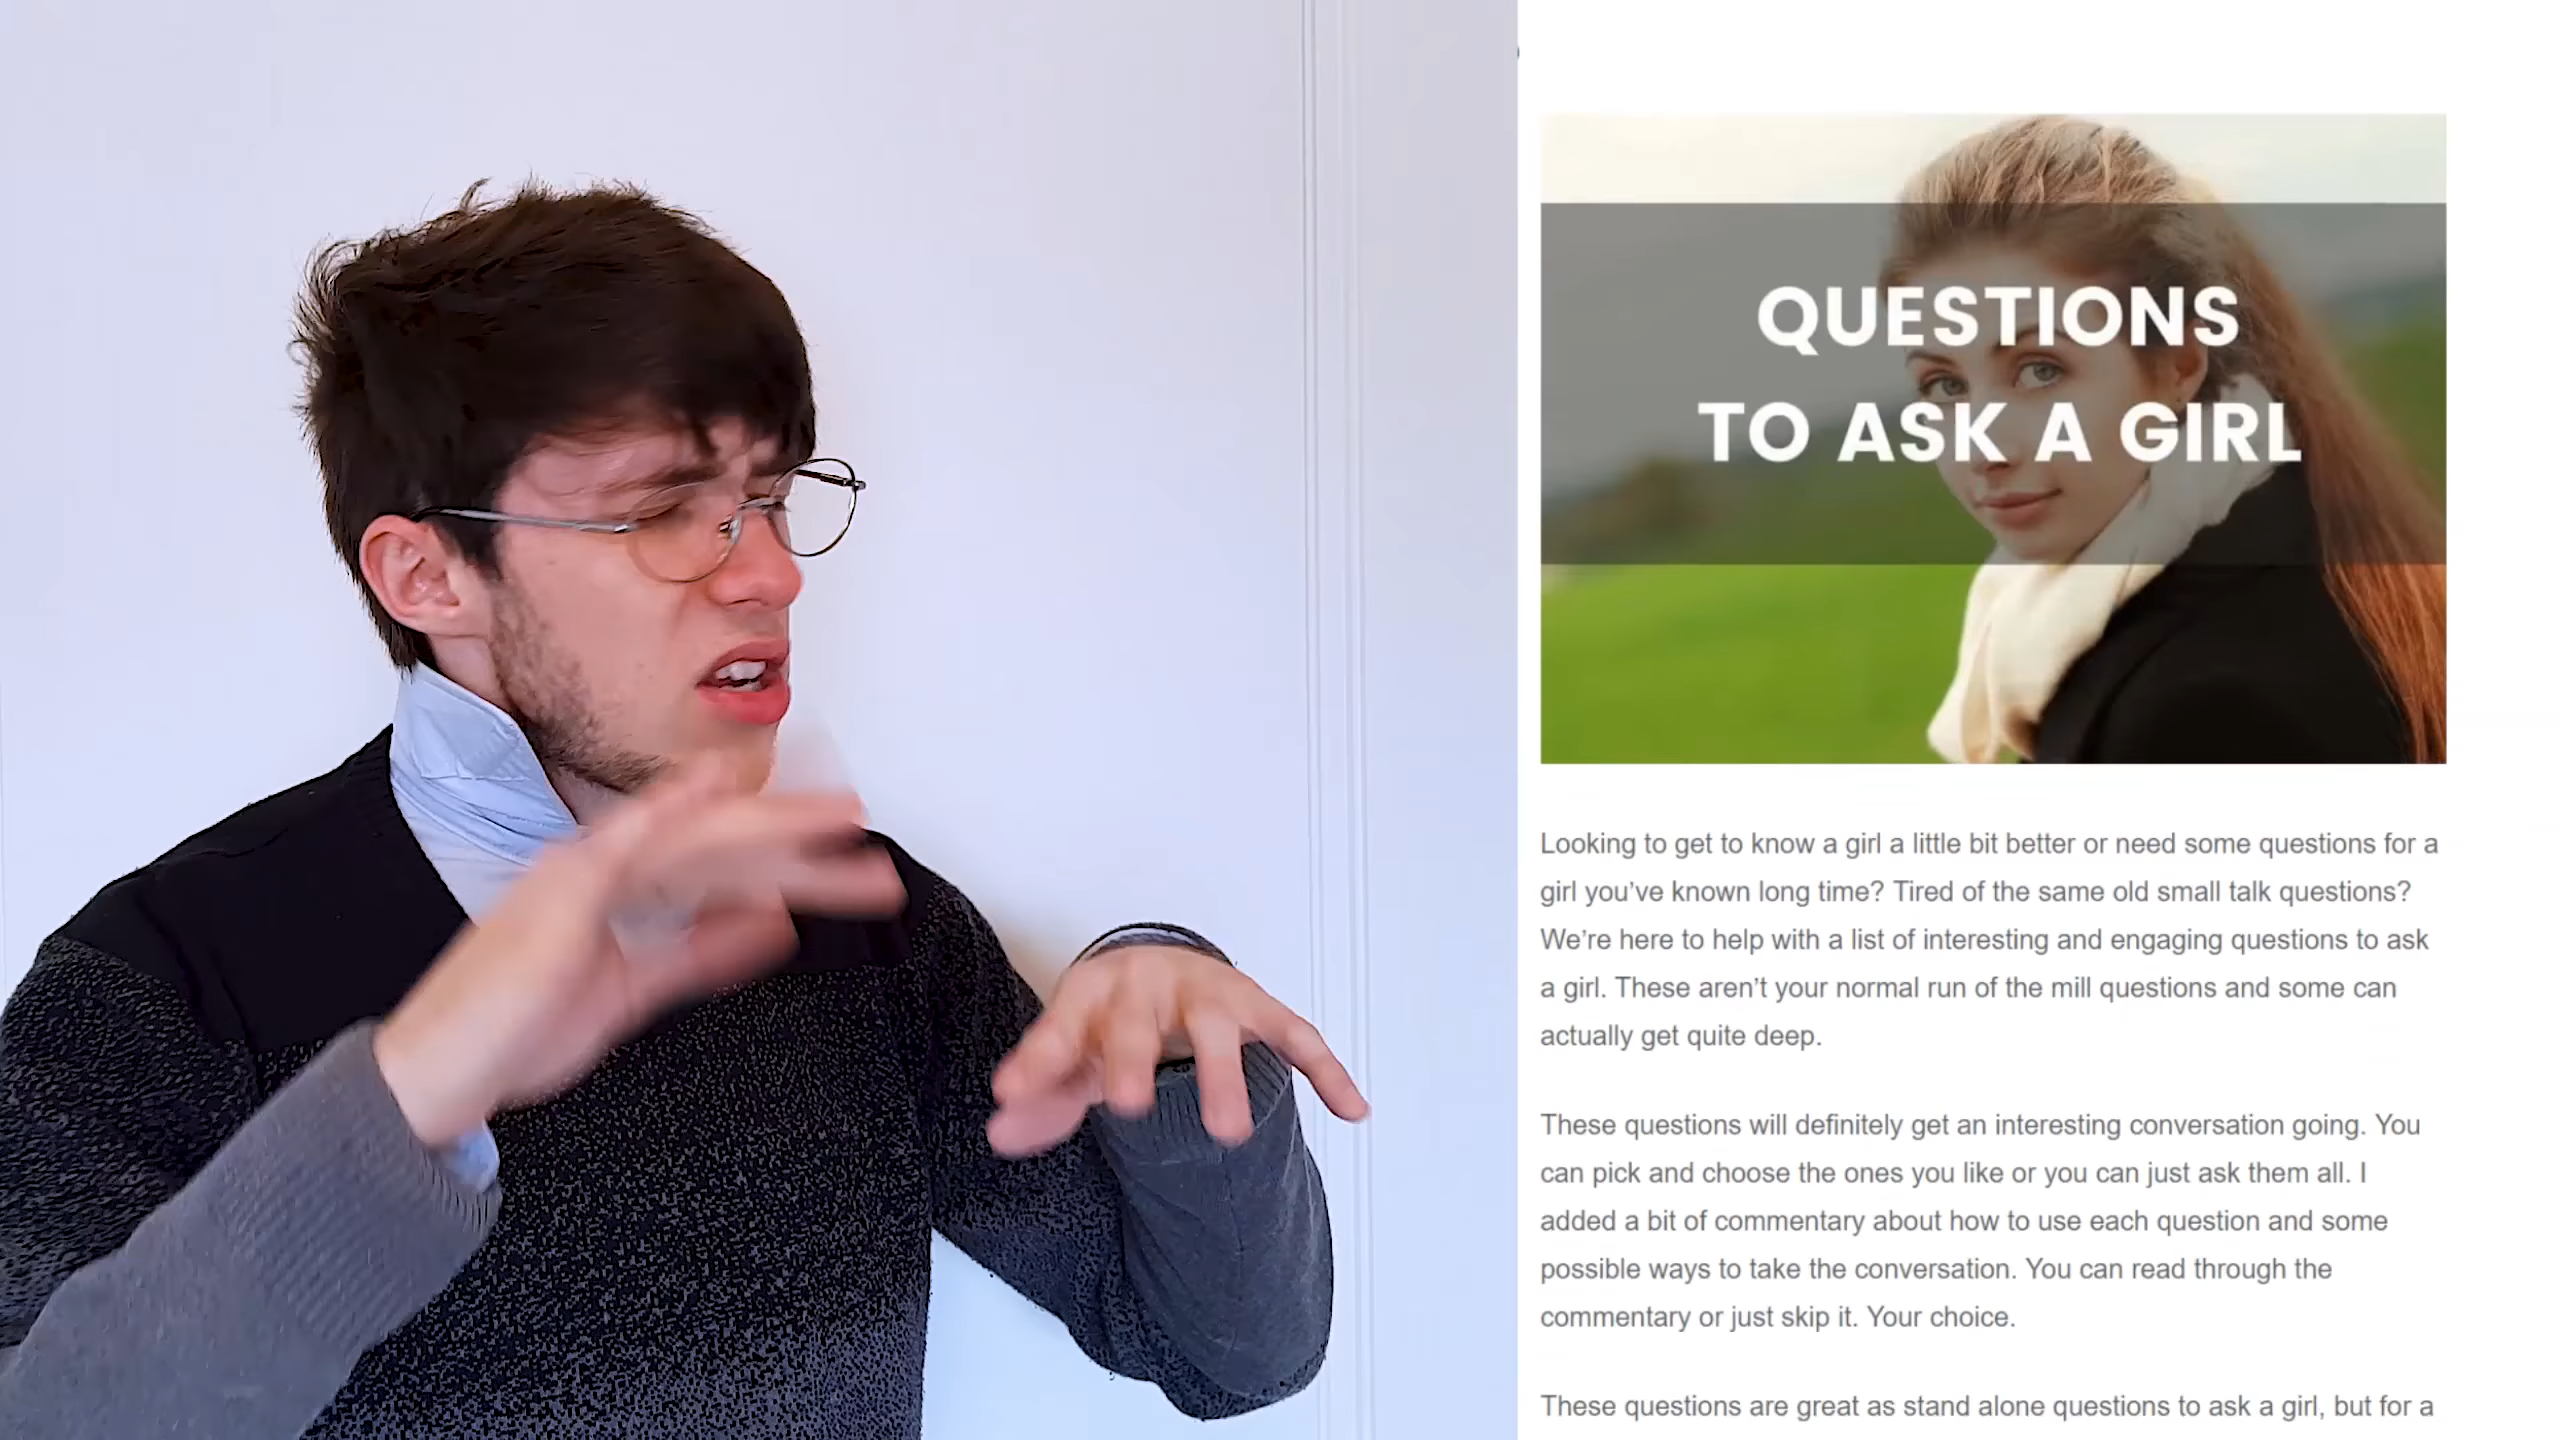 QUESTIONS
TO ASK A GIRL
Looking to get to know a girl a little bit better or need some questions for a
girl you’ve known long time? Tired of the same old small talk questions?
We’re here to help with a list of interesting and engaging questions to ask
a girl. These aren’t your normal run of the mill questions and some can
actually get quite deep.
These questions will definitely get an interesting conversation going. You
can pick and choose the ones you like or you can just ask them all. I
added a bit of commentary about how to use each question and some
possible ways to take the conversation. You can read through the
commentary or just skip it. Your choice.
These questions are great as stand alone questions to ask a girl, but for a